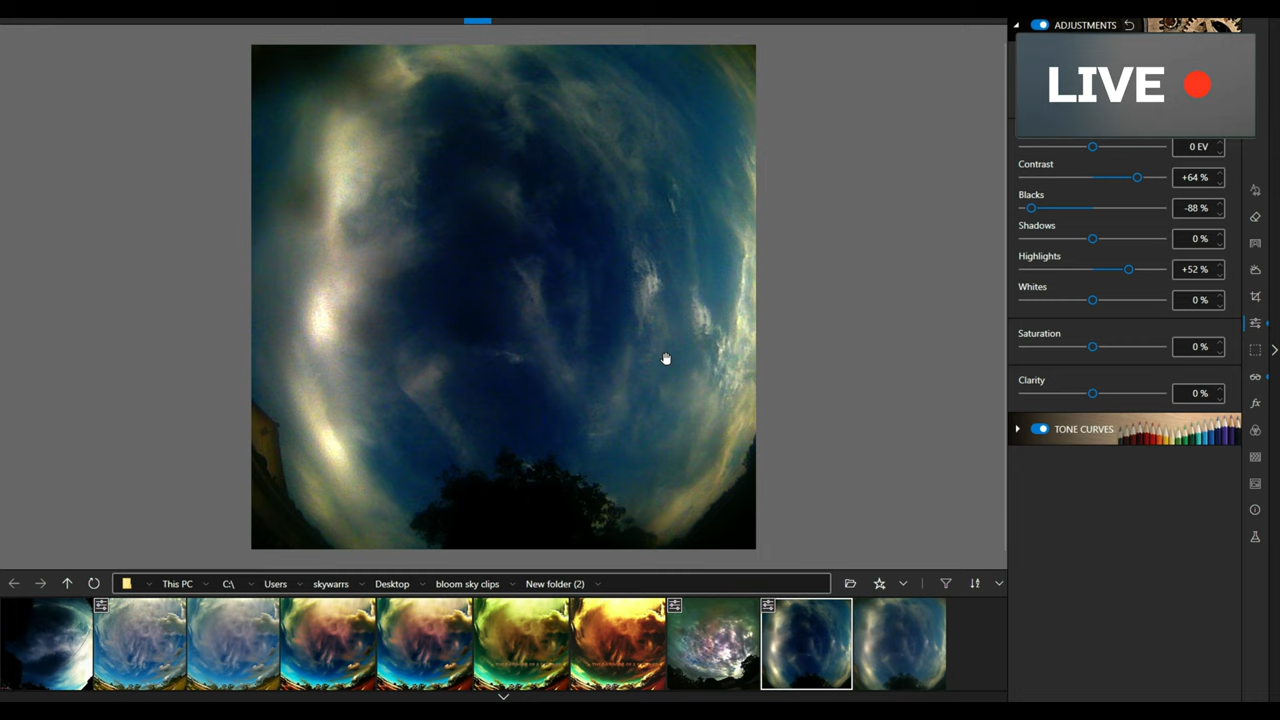 ADJUSTMENTS
LIVE
0 EV
Contrast
+64 %
Blacks
-88 %
Shadows
0 %
Highlights
+52 %
Whites
0 %
Saturation
0 %
Clarity
0 %
TONE CURVES
fx
This PC C:\ Users skywarrs Desktop bloom sky clips New folder (2)